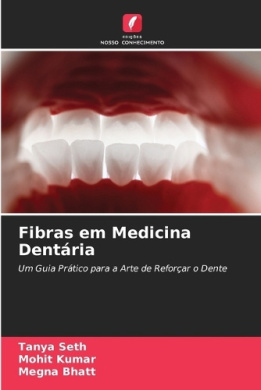 edições
NOSSO CONHECIMENTO
Fibras em Medicina
Dentária
Um Guia Prático para a Arte de Reforçar o Dente
Tanya Seth
Mohit Kumar
Megna Bhatt